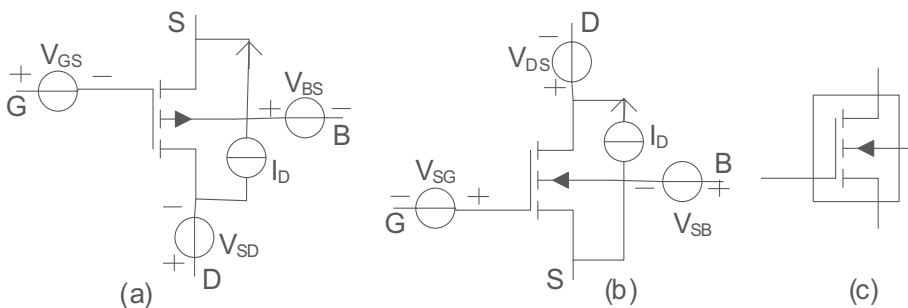 S
V_GS
+
−
G
V_BS
+
−
B
I_D
−
V_SD
+
D
(a)
D
−
V_DS
+
I_D
V_SG
−
+
G
B
−
+
V_SB
S
(b)
(c)